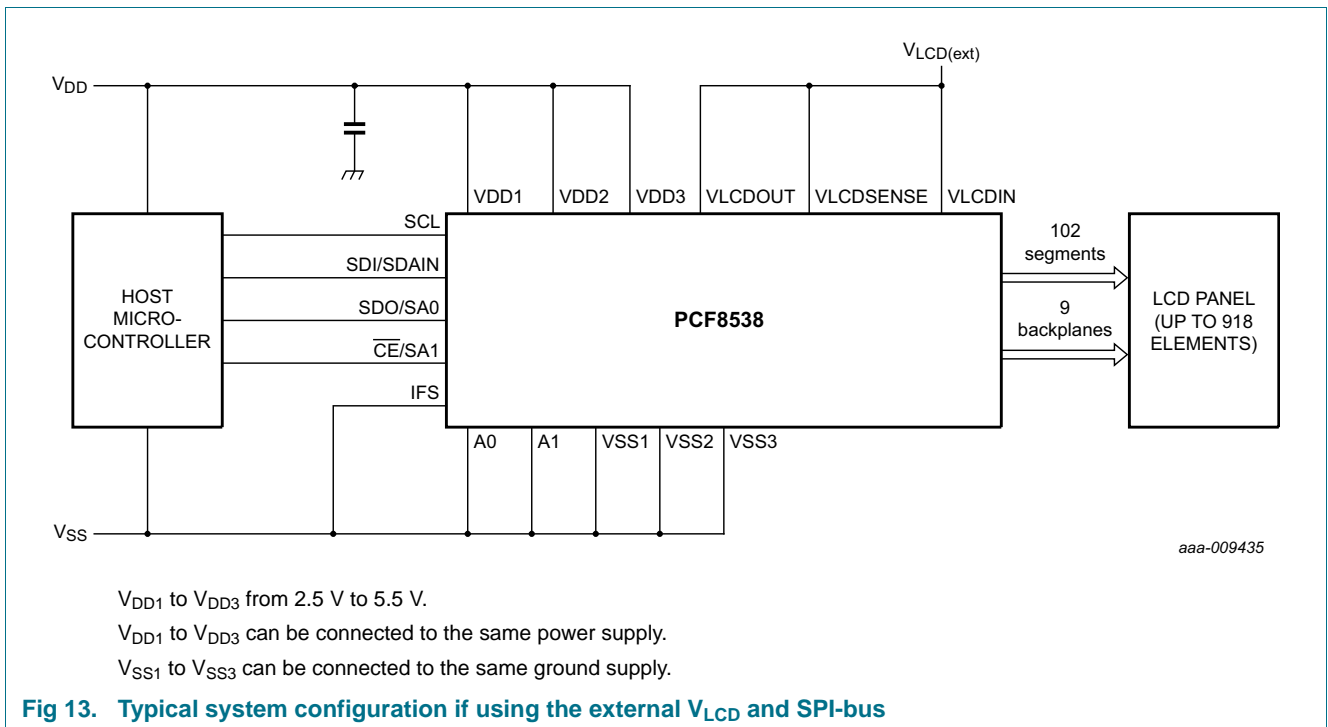 VLCD(ext)
VDD
VDD1 VDD2 VDD3 VLCDOUT VLCDSENSE VLCDIN
SCL
SDI/SDAIN
SDO/SA0
CE/SA1
IFS
HOST
MICRO-
CONTROLLER
PCF8538
102
segments
9
backplanes
LCD PANEL
(UP TO 918
ELEMENTS)
A0 A1 VSS1 VSS2 VSS3
VSS
aaa-009435
VDD1 to VDD3 from 2.5 V to 5.5 V.
VDD1 to VDD3 can be connected to the same power supply.
VSS1 to VSS3 can be connected to the same ground supply.
Fig 13. Typical system configuration if using the external VLCD and SPI-bus